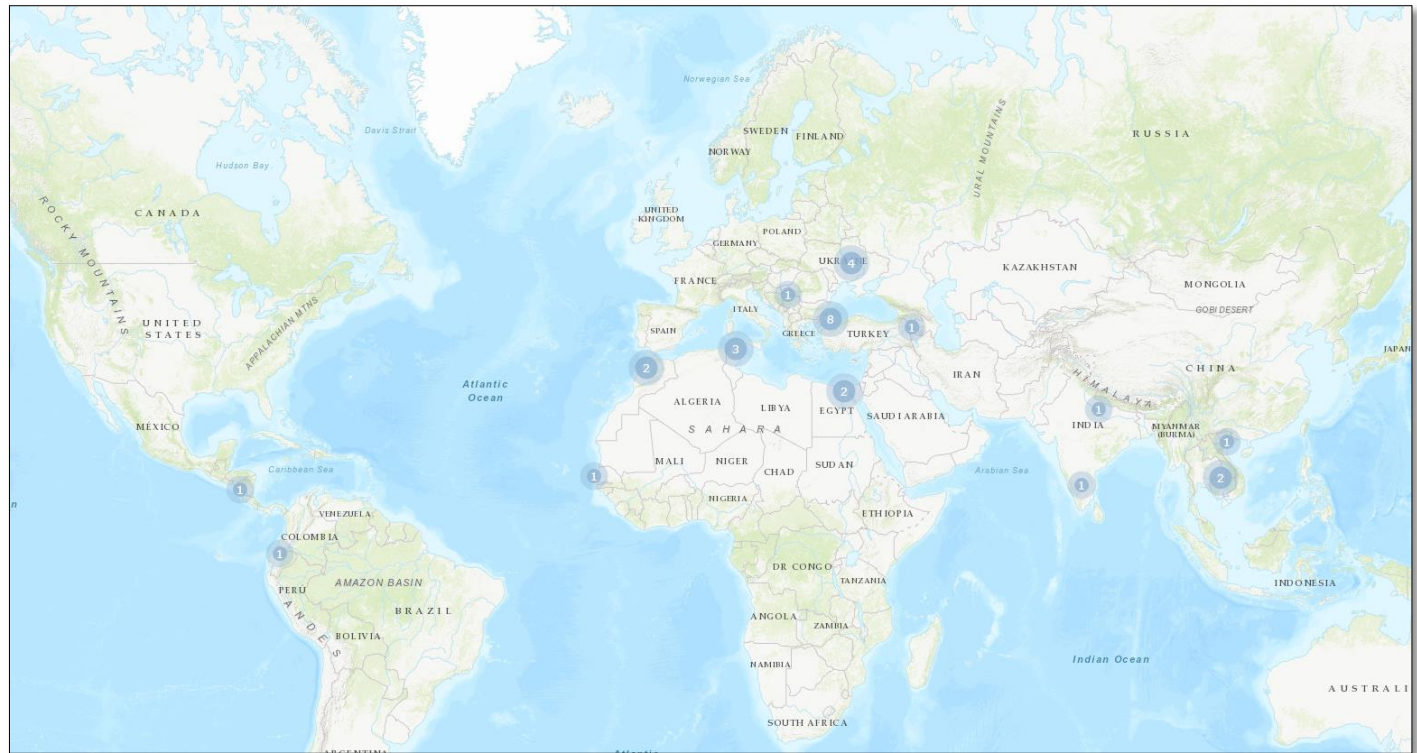 Norwegian Sea
SWEDEN
FINLAND
NORWAY
RUSSIA
URAL MOUNTAINS
Davis Strait
Hudson Bay
CANADA
ROCKY MOUNTAINS
UNITED
KINGDOM
POLAND
GERMANY
4
KAZAKHSTAN
FRANCE
MONGOLIA
GOBI DESERT
1
ITALY
UNITED
STATES
APPALACHIAN MTNS
SPAIN
GREECE
8
TURKEY
1
3
2
JAPAN
CHINA
HIMALAYA
IRAN
Atlantic
Ocean
ALGERIA
LIBYA
EGYPT
2
SAUDI ARABIA
1
INDIA
MYANMAR
(BURMA)
1
SAHARA
MÉXICO
MALI
NIGER
CHAD
SUDAN
Caribbean Sea
Arabian Sea
1
1
1
2
NIGERIA
ETHIOPIA
VENEZUELA
COLOMBIA
1
DR CONGO
TANZANIA
INDONESIA
AMAZON BASIN
PERU
BRAZIL
ANDES
BOLIVIA
ANGOLA
ZAMBIA
NAMIBIA
Indian Ocean
AUSTRALI
SOUTH AFRICA